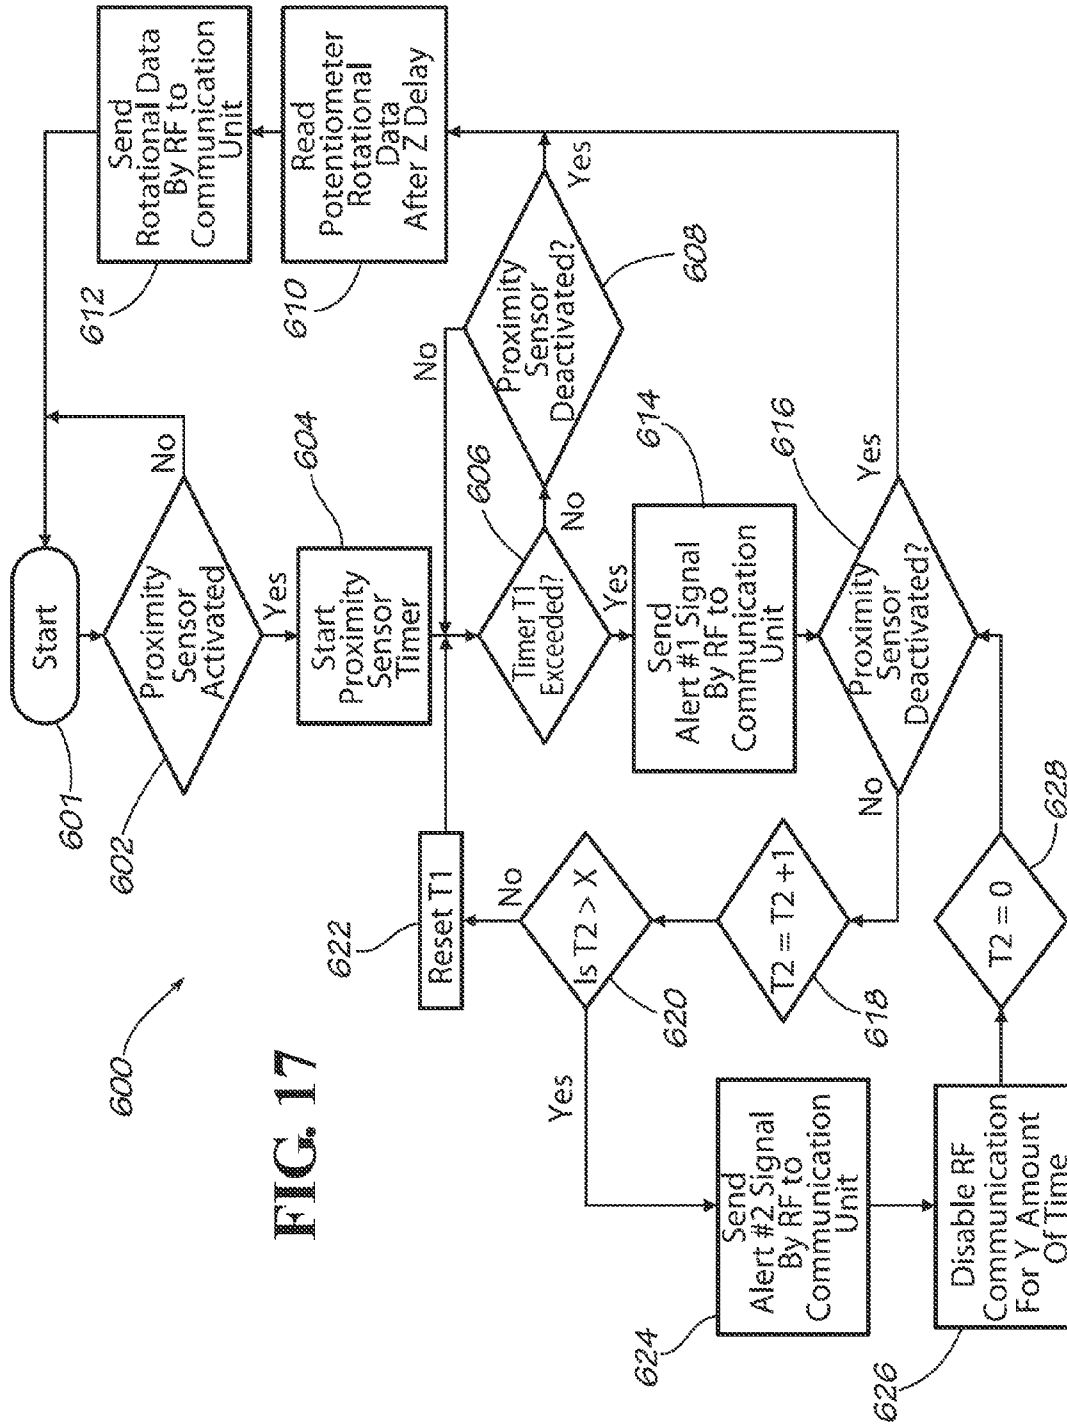 Start
601
Proximity
Sensor
Activated
602
No
Yes
Start
Proximity
Sensor
Timer
604
Timer T1
Exceeded?
606
No
Yes
Proximity
Sensor
Deactivated?
608
No
Yes
Read
Potentiometer
Rotational
Data
After Z Delay
610
Send
Rotational Data
By RF to
Communication
Unit
612
Send
Alert #1 Signal
By RF to
Communication
Unit
614
Proximity
Sensor
Deactivated?
616
Yes
No
T2 = T2 +1
618
Is T2 > X
620
No
Yes
Reset T1
622
Send
Alert #2 Signal
By RF to
Communication
Unit
624
Disable RF
Communication
For Y Amount
Of Time
626
T2 = 0
628
600
FIG. 17